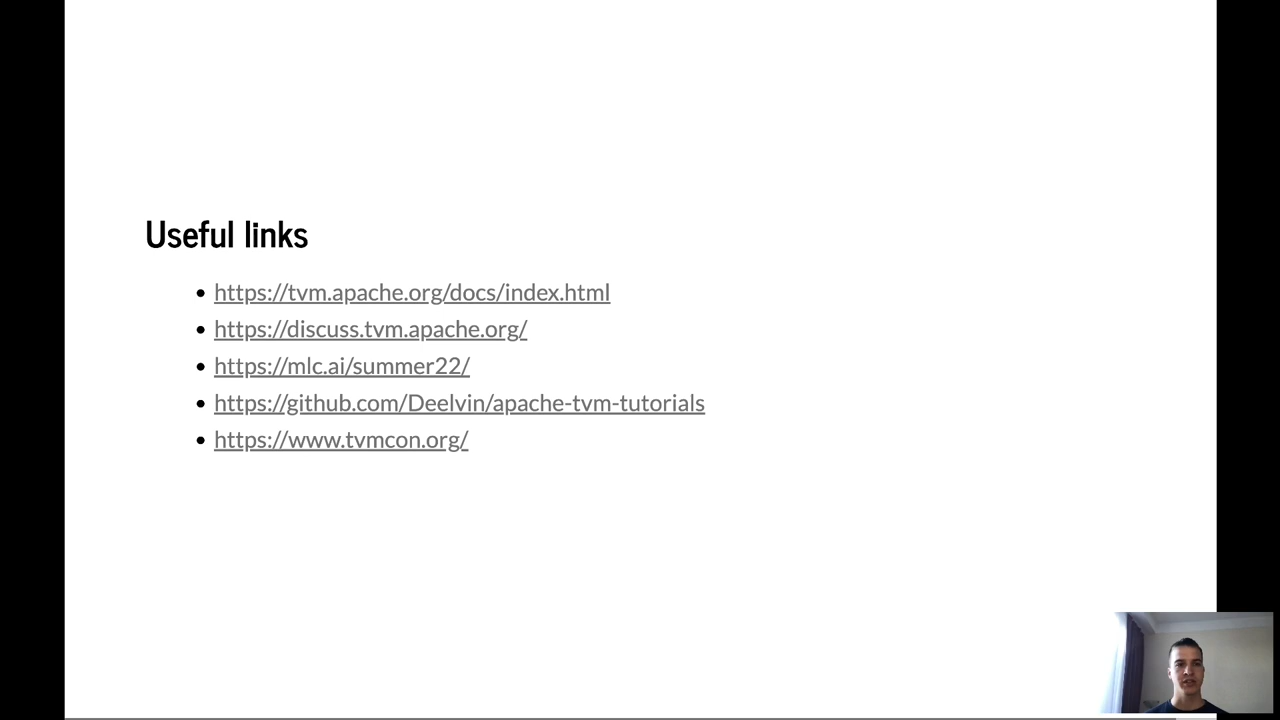 Useful links
https://tvm.apache.org/docs/index.html
https://discuss.tvm.apache.org/
https://mlc.ai/summer22/
https://github.com/Deelvin/apache-tvm-tutorials
https://www.tvmcon.org/